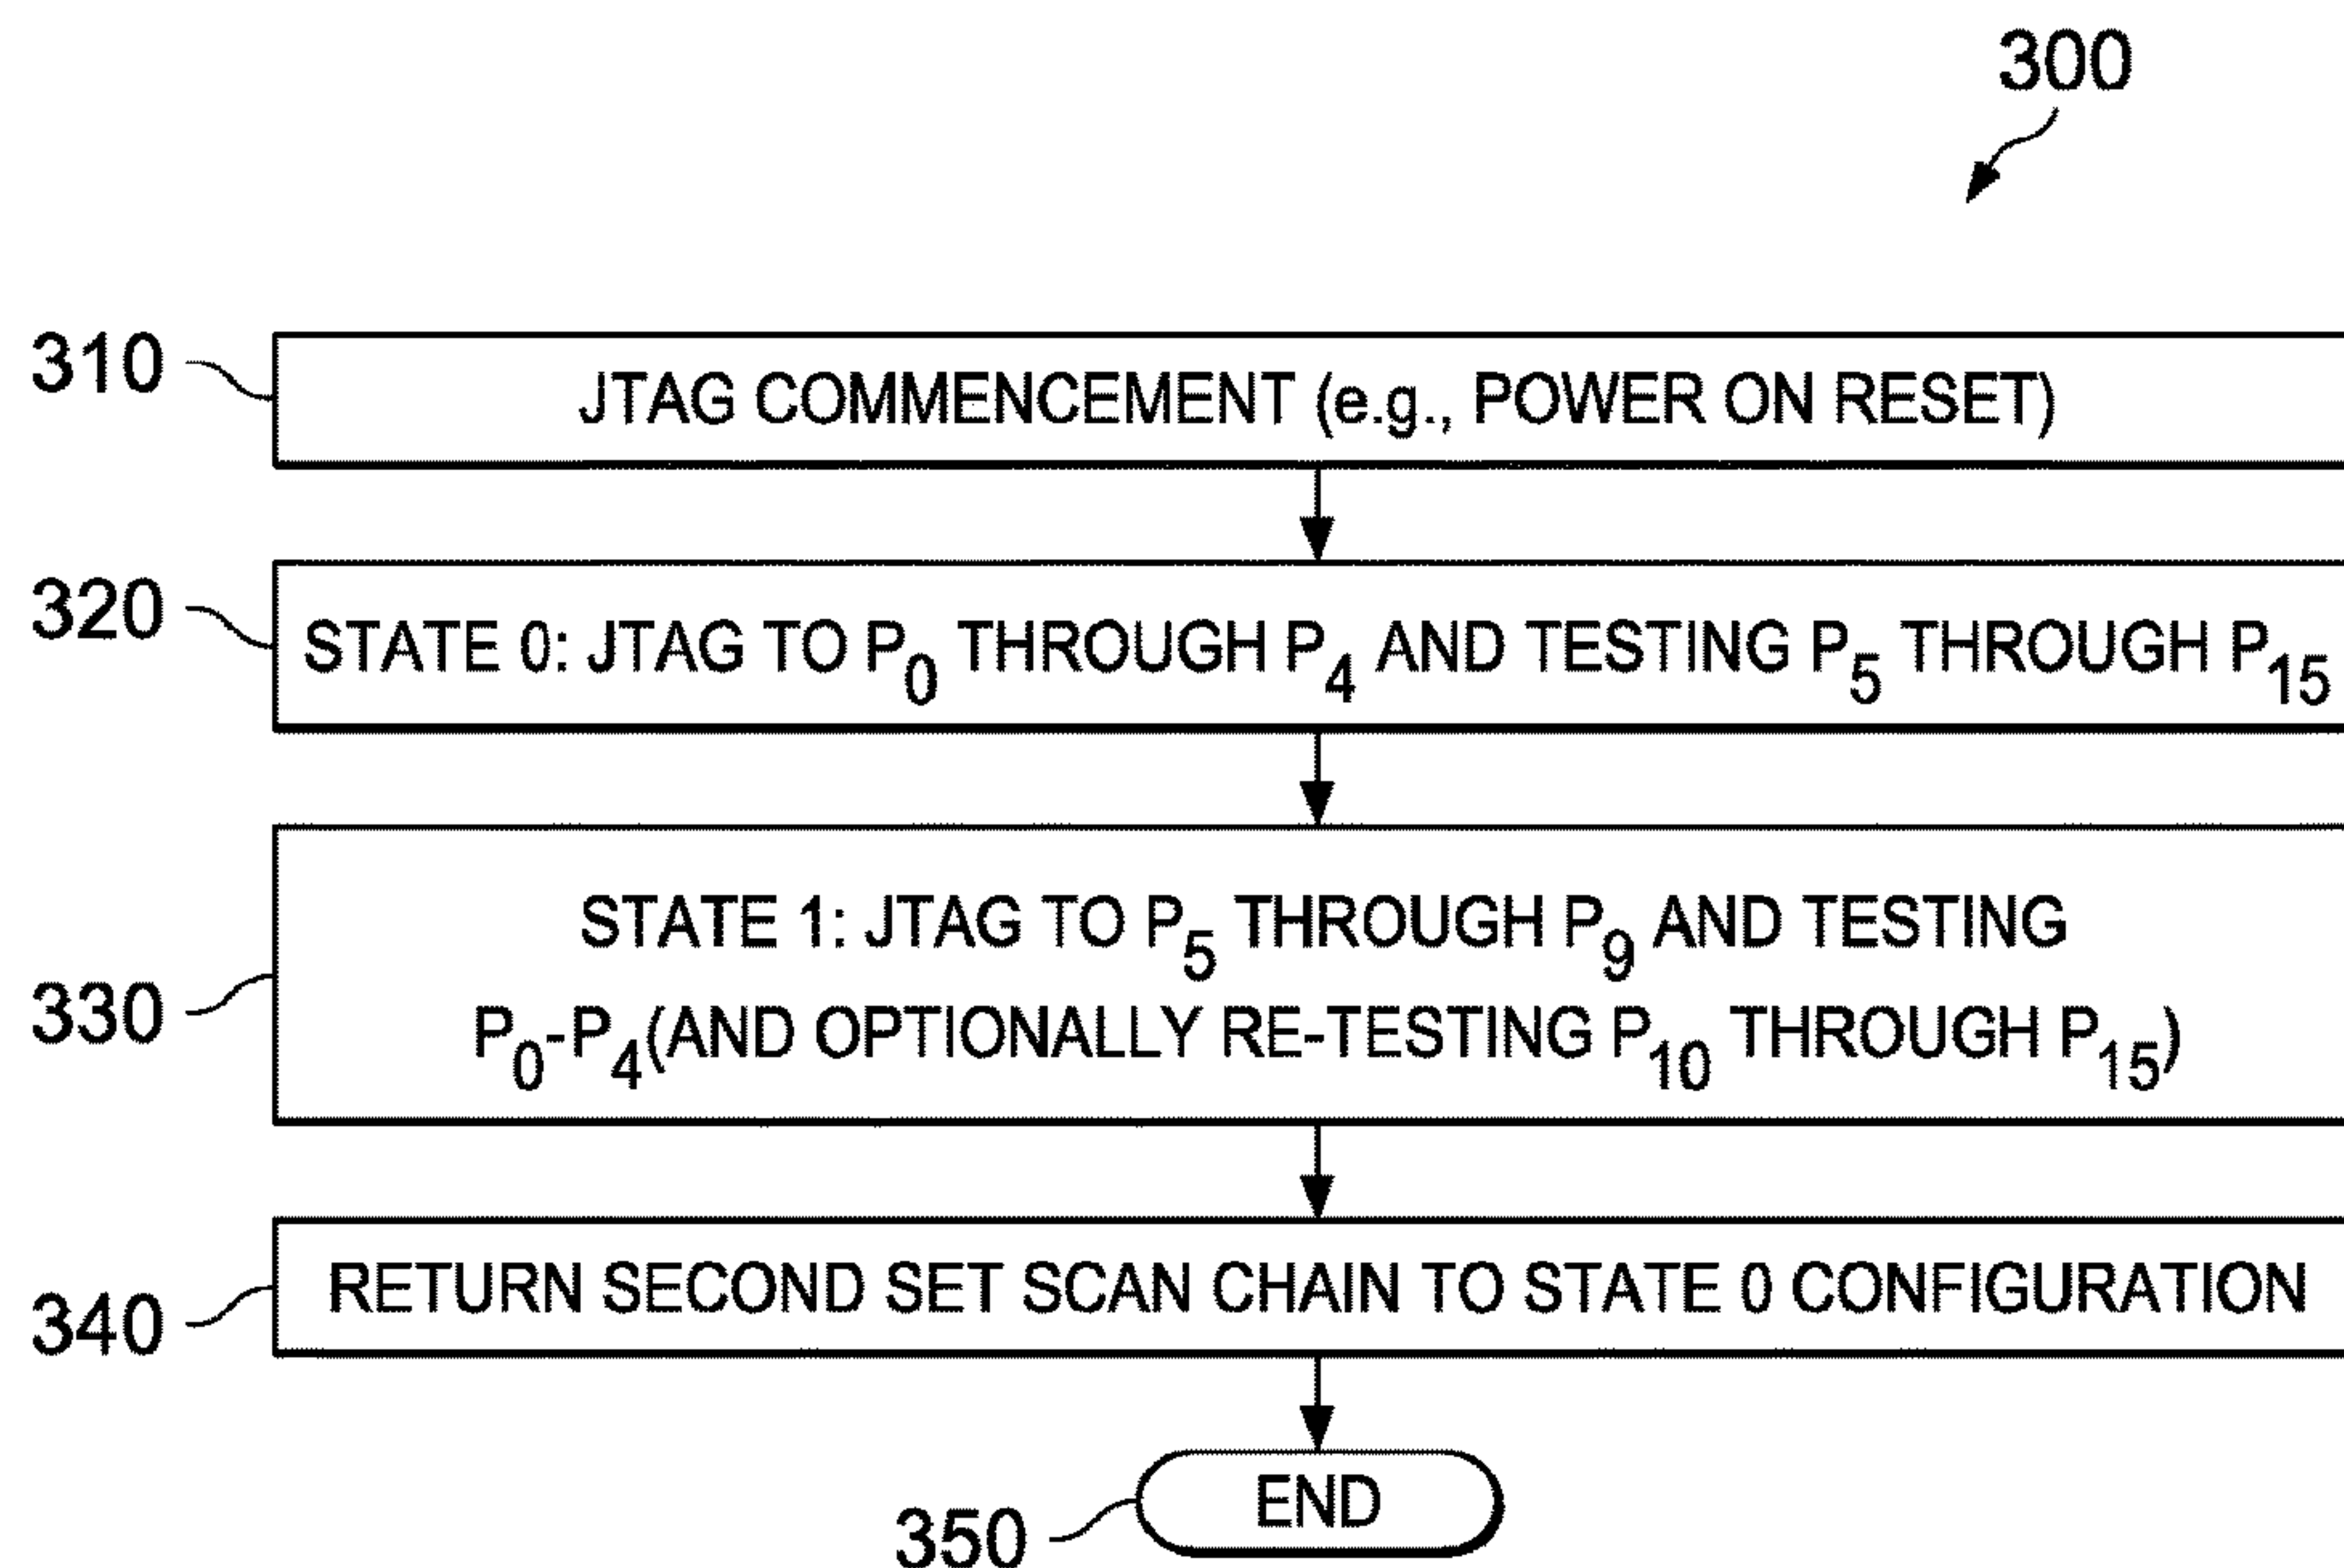 300
310
JTAG COMMENCEMENT (e.g., POWER ON RESET)
320
STATE 0: JTAG TO P0 THROUGH P4 AND TESTING P5 THROUGH P15
330
STATE 1: JTAG TO P5 THROUGH P9 AND TESTING
P0-P4(AND OPTIONALLY RE-TESTING P10 THROUGH P15)
340
RETURN SECOND SET SCAN CHAIN TO STATE 0 CONFIGURATION
350
END